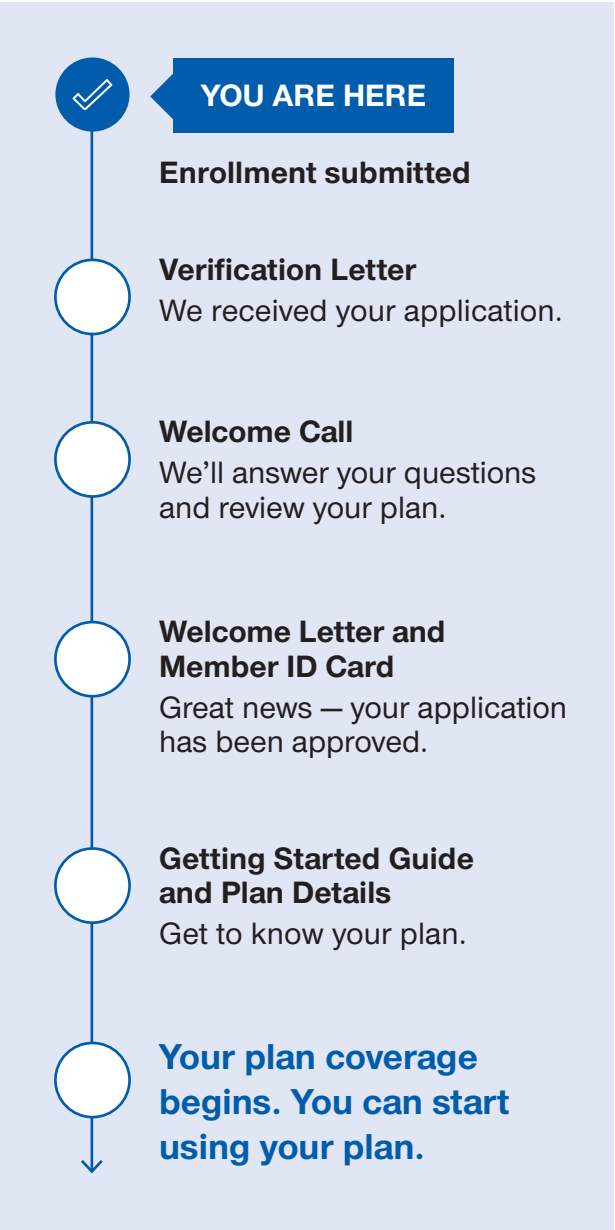 YOU ARE HERE
Enrollment submitted
Verification Letter
We received your application.
Welcome Call
We’ll answer your questions
and review your plan.
Welcome Letter and
Member ID Card
Great news — your application
has been approved.
Getting Started Guide
and Plan Details
Get to know your plan.
Your plan coverage
begins. You can start
using your plan.